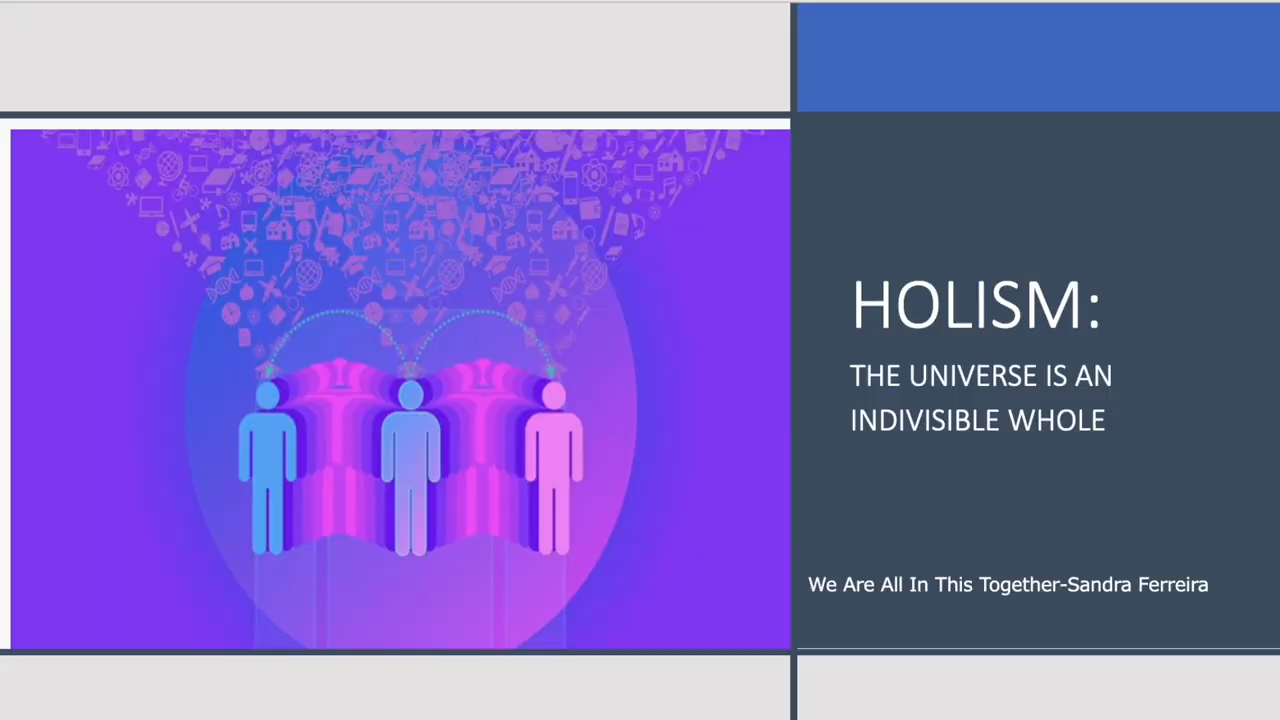 HOLISM:
THE UNIVERSE IS AN
INDIVISIBLE WHOLE
We Are All In This Together-Sandra Ferreira